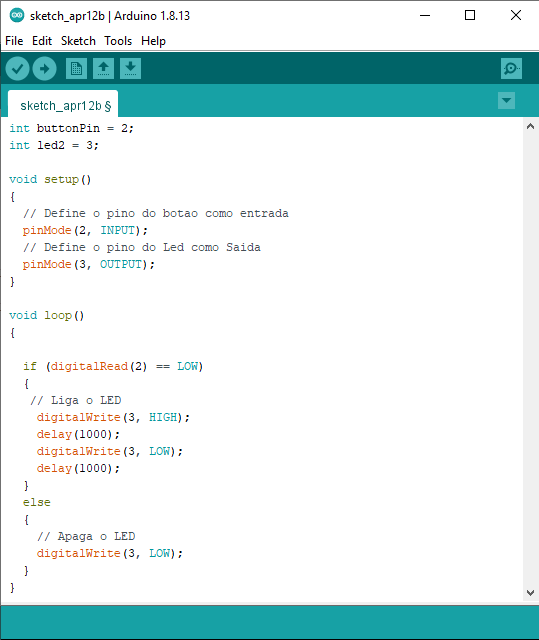 sketch_apr12b | Arduino 1.8.13
File Edit Sketch Tools Help
sketch_apr12b §
int buttonPin = 2;
int led2 = 3;
void setup()
{
// Define o pino do botao como entrada
pinMode(2, INPUT);
// Define o pino do Led como Saida
pinMode(3, OUTPUT);
}
void loop()
{
if (digitalRead(2) == LOW)
{
// Liga o LED
digitalWrite(3, HIGH);
delay(1000);
digitalWrite(3, LOW);
delay(1000);
}
else
{
// Apaga o LED
digitalWrite(3, LOW);
}
}